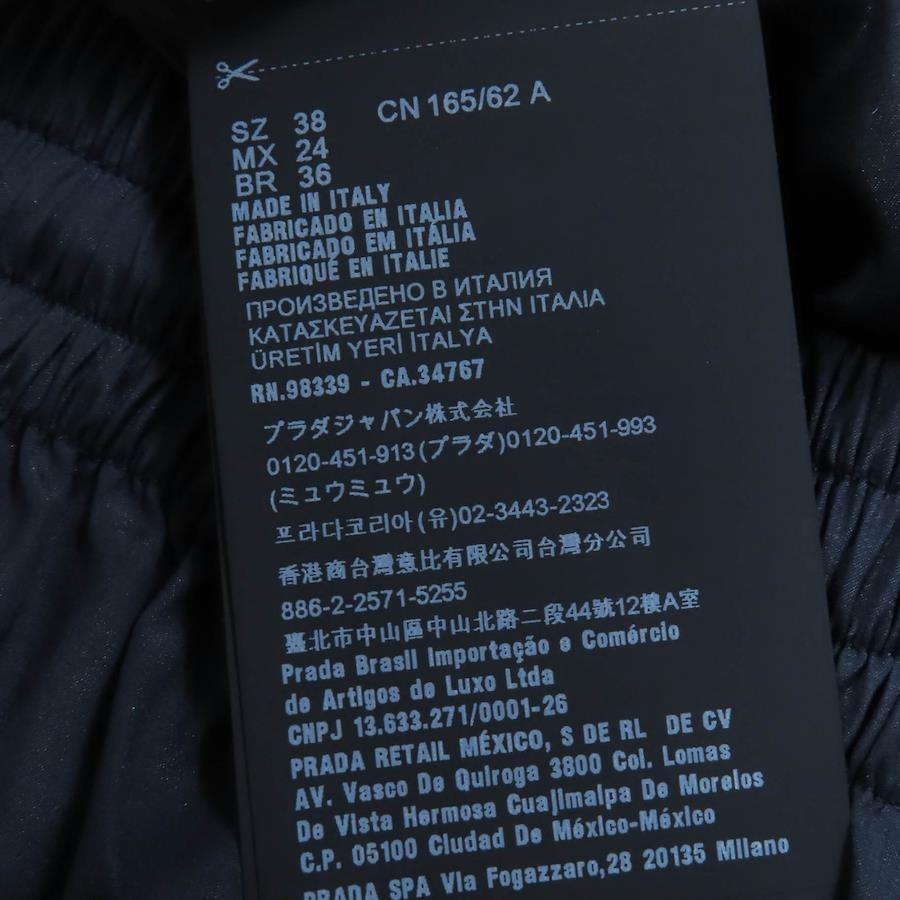 SZ 38 CN 165/62 A
MX 24
BR 36
MADE IN ITALY
FABRICADO EN ITALIA
FABRICADO EM ITÁLIA
FABRIQUÉ EN ITALIE
ПРОИЗВЕДЕНО В ИТАЛИЯ
ΚΑΤΑΣΚΕΥΑΖΕΤΑΙ ΣΤΗΝ ΙΤΑΛΙΑ
ÜRETİM YERİ İTALYA
RN.98339 - CA.34767
プラダジャパン株式会社
0120-451-913(プラダ)0120-451-993
(ミュウミュウ)
프라다코리아(유)02-3443-2323
香港商台灣意比有限公司台灣分公司
886-2-2571-5255
臺北市中山區中山北路二段44號12樓A室
Prada Brasil Importação e Comércio
de Artigos de Luxo Ltda
CNPJ 13.633.271/0001-26
PRADA RETAIL MÉXICO, S DE RL DE CV
AV. Vasco De Quiroga 3800 Col. Lomas
De Vista Hermosa Cuajimalpa De Morelos
C.P. 05100 Ciudad De México-México
PRADA SPA Via Fogazzaro,28 20135 Milano